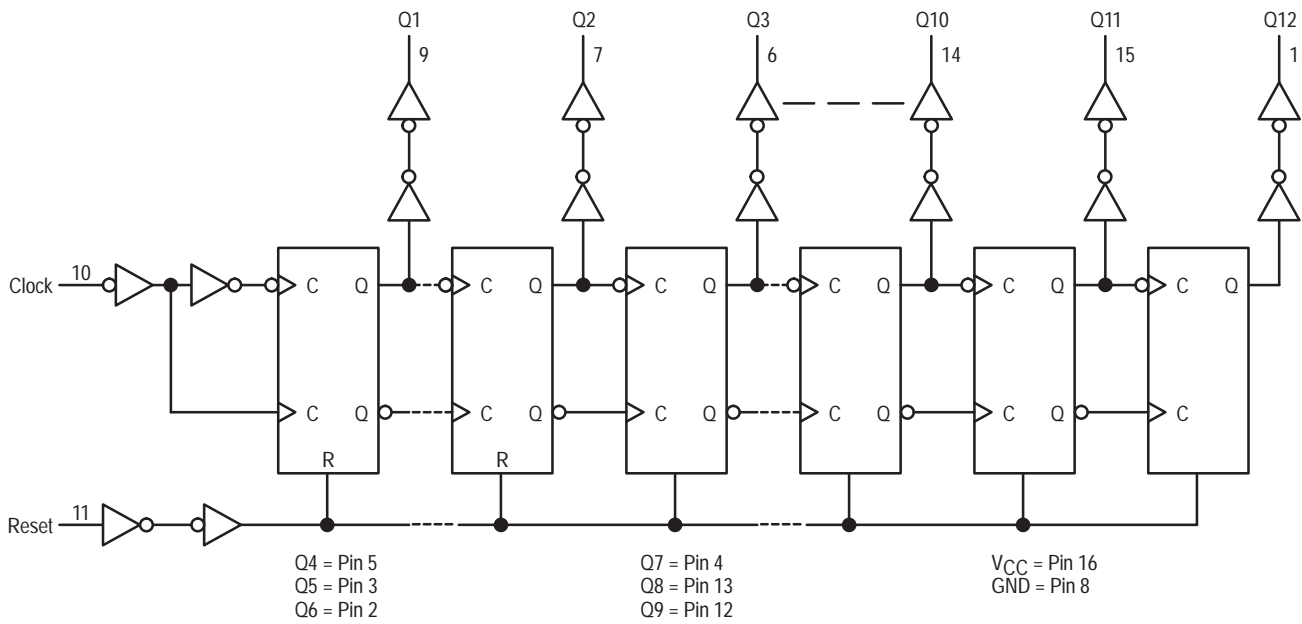 Q1 Q2 Q3 Q10 Q11 Q12
9 7 6 14 15 1
Clock 10 C Q C Q C Q C Q C Q C Q
C Q C Q C Q C Q C Q C
R R
Reset 11
Q4 = Pin 5
Q5 = Pin 3
Q6 = Pin 2
Q7 = Pin 4
Q8 = Pin 13
Q9 = Pin 12
VCC = Pin 16
GND = Pin 8